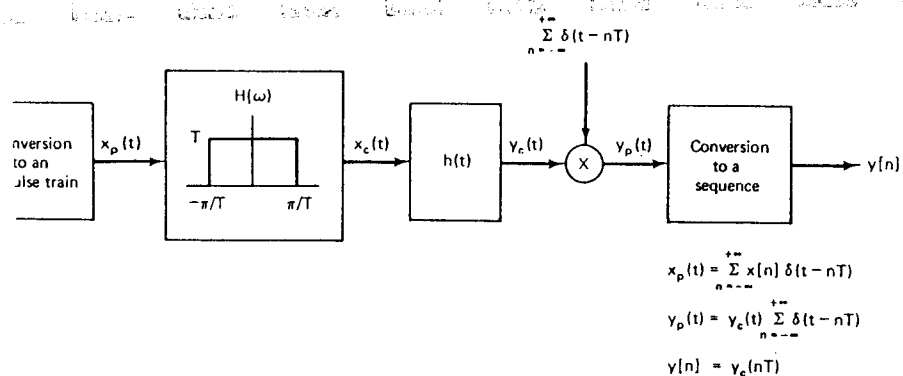 +∞
Σ δ(t − nT)
n = −∞
H(ω)
T
−π/T π/T
nversion
to an
ulse train
x_p(t)
x_c(t)
h(t)
y_c(t)
X
y_p(t)
Conversion
to a
sequence
y[n]
+∞
x_p(t) = Σ x[n] δ(t − nT)
n = −∞
+∞
y_p(t) = y_c(t) Σ δ(t − nT)
n = −∞
y[n] = y_c(nT)